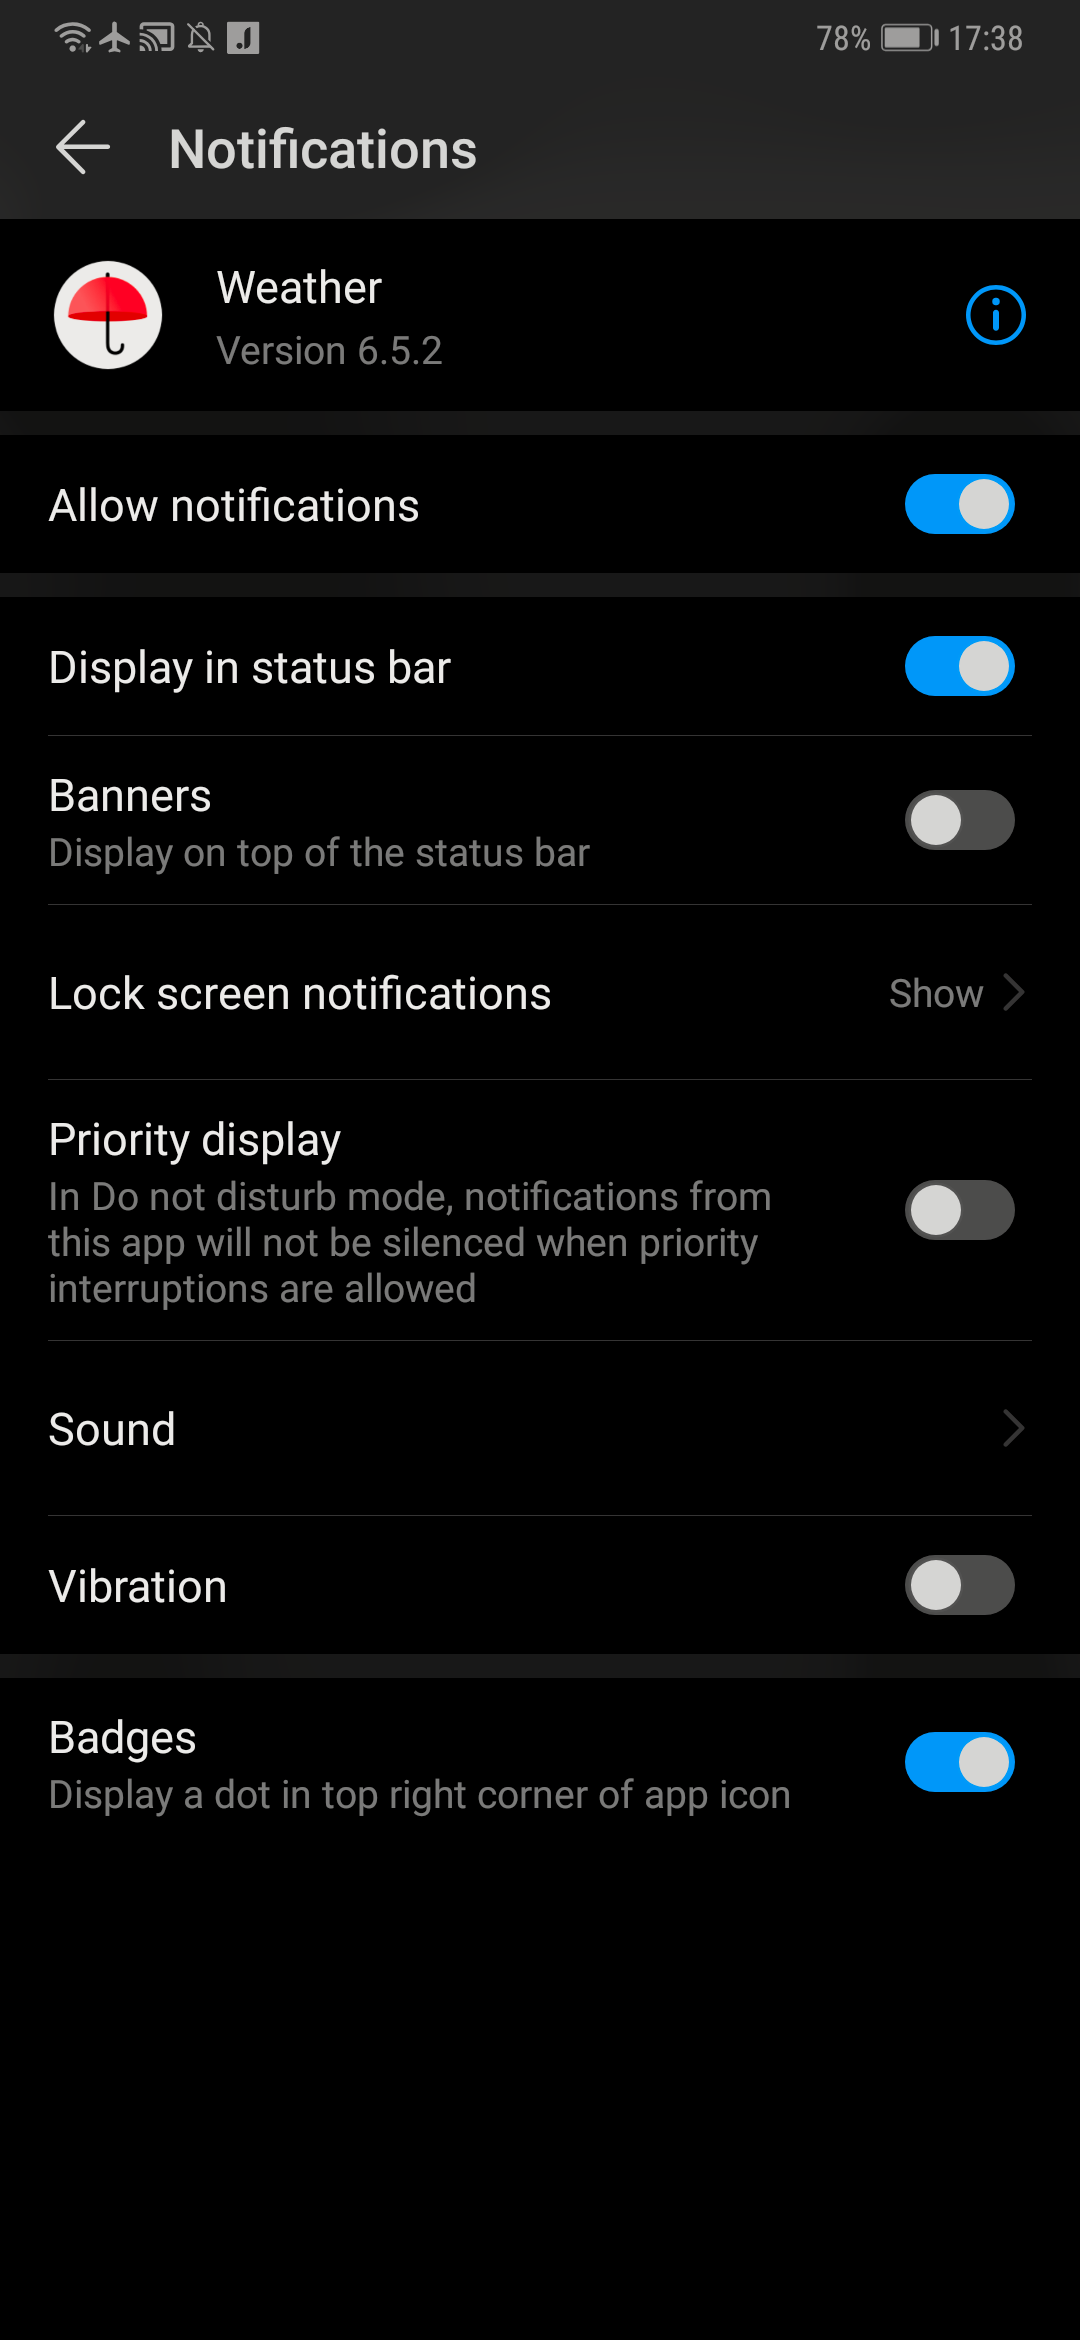 78% 17:38
Notifications
Weather
Version 6.5.2
Allow notifications
Display in status bar
Banners
Display on top of the status bar
Lock screen notifications Show
Priority display
In Do not disturb mode, notifications from
this app will not be silenced when priority
interruptions are allowed
Sound
Vibration
Badges
Display a dot in top right corner of app icon